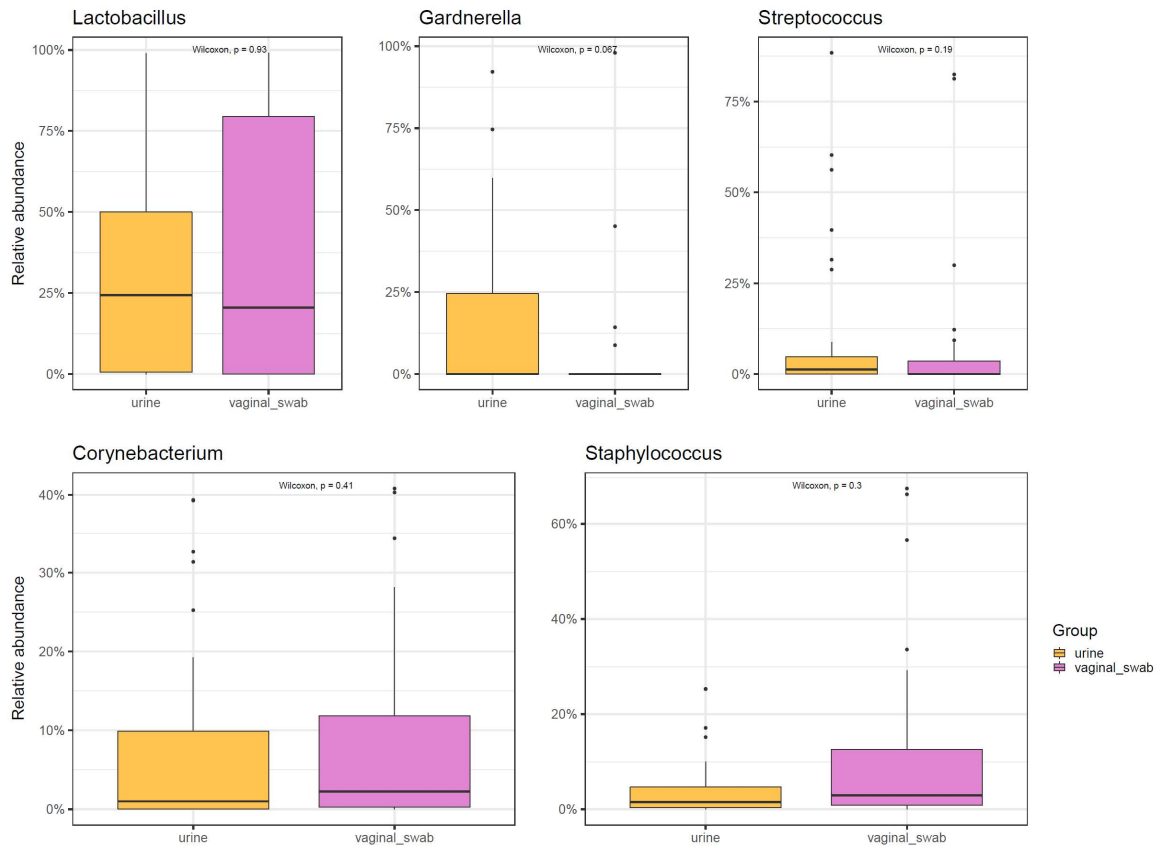 Lactobacillus
Gardnerella
Streptococcus
Wilcoxon, p = 0.93
Wilcoxon, p = 0.067
Wilcoxon, p = 0.19
Relative abundance
100%
75%
50%
25%
0%
urine
vaginal_swab
100%
75%
50%
25%
0%
urine
vaginal_swab
75%
50%
25%
0%
urine
vaginal_swab
Corynebacterium
Staphylococcus
Wilcoxon, p = 0.41
Wilcoxon, p = 0.3
Relative abundance
40%
30%
20%
10%
0%
urine
vaginal_swab
60%
40%
20%
0%
urine
vaginal_swab
Group
urine
vaginal_swab